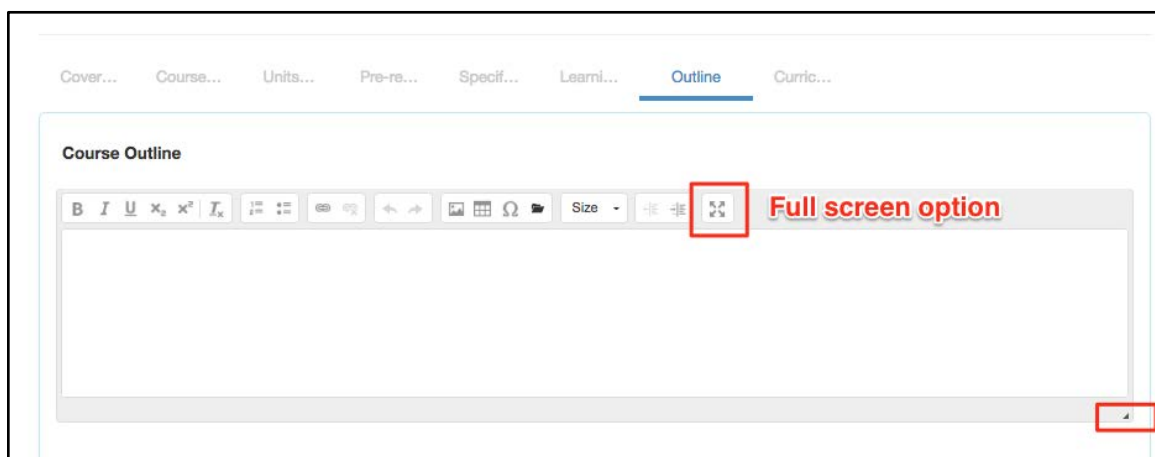 Cover... Course... Units... Pre-re... Specif... Learni... Outline Curric...
Course Outline
B I U x₂ x² Tx Ω Size Full screen option